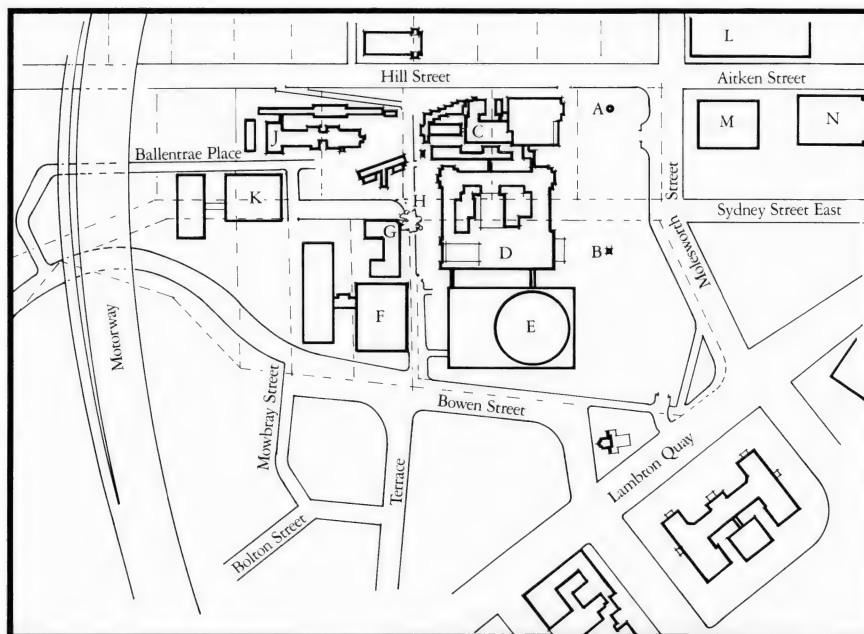 L
Hill Street
Aitken Street
A
M
N
C
J
Ballentrae Place
K
H
Street
Sydney Street East
G
D
B
Molesworth
F
E
Motorway
Mowbray Street
Bowen Street
Terrace
Lambton Quay
Bolton Street